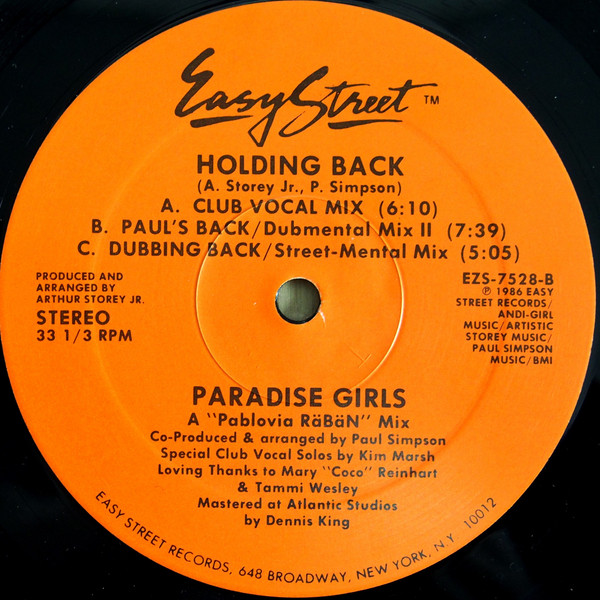 Easy Street ™
HOLDING BACK
(A. Storey Jr., P. Simpson)
A. CLUB VOCAL MIX (6:10)
B. PAUL'S BACK/Dubmental Mix II (7:39)
C. DUBBING BACK/Street-Mental Mix (5:05)
PRODUCED AND
ARRANGED BY
ARTHUR STOREY JR.
STEREO
33 1/3 RPM
EZS-7528-B
℗ 1986 EASY
STREET RECORDS/
ANDI-GIRL
MUSIC/ARTISTIC
STOREY MUSIC/
PAUL SIMPSON
MUSIC/BMI
PARADISE GIRLS
A "Pablovia RäBäN" Mix
Co-Produced & arranged by Paul Simpson
Special Club Vocal Solos by Kim Marsh
Loving Thanks to Mary "Coco" Reinhart
& Tammi Wesley
Mastered at Atlantic Studios
by Dennis King
EASY STREET RECORDS, 648 BROADWAY, NEW YORK, N.Y. 10012